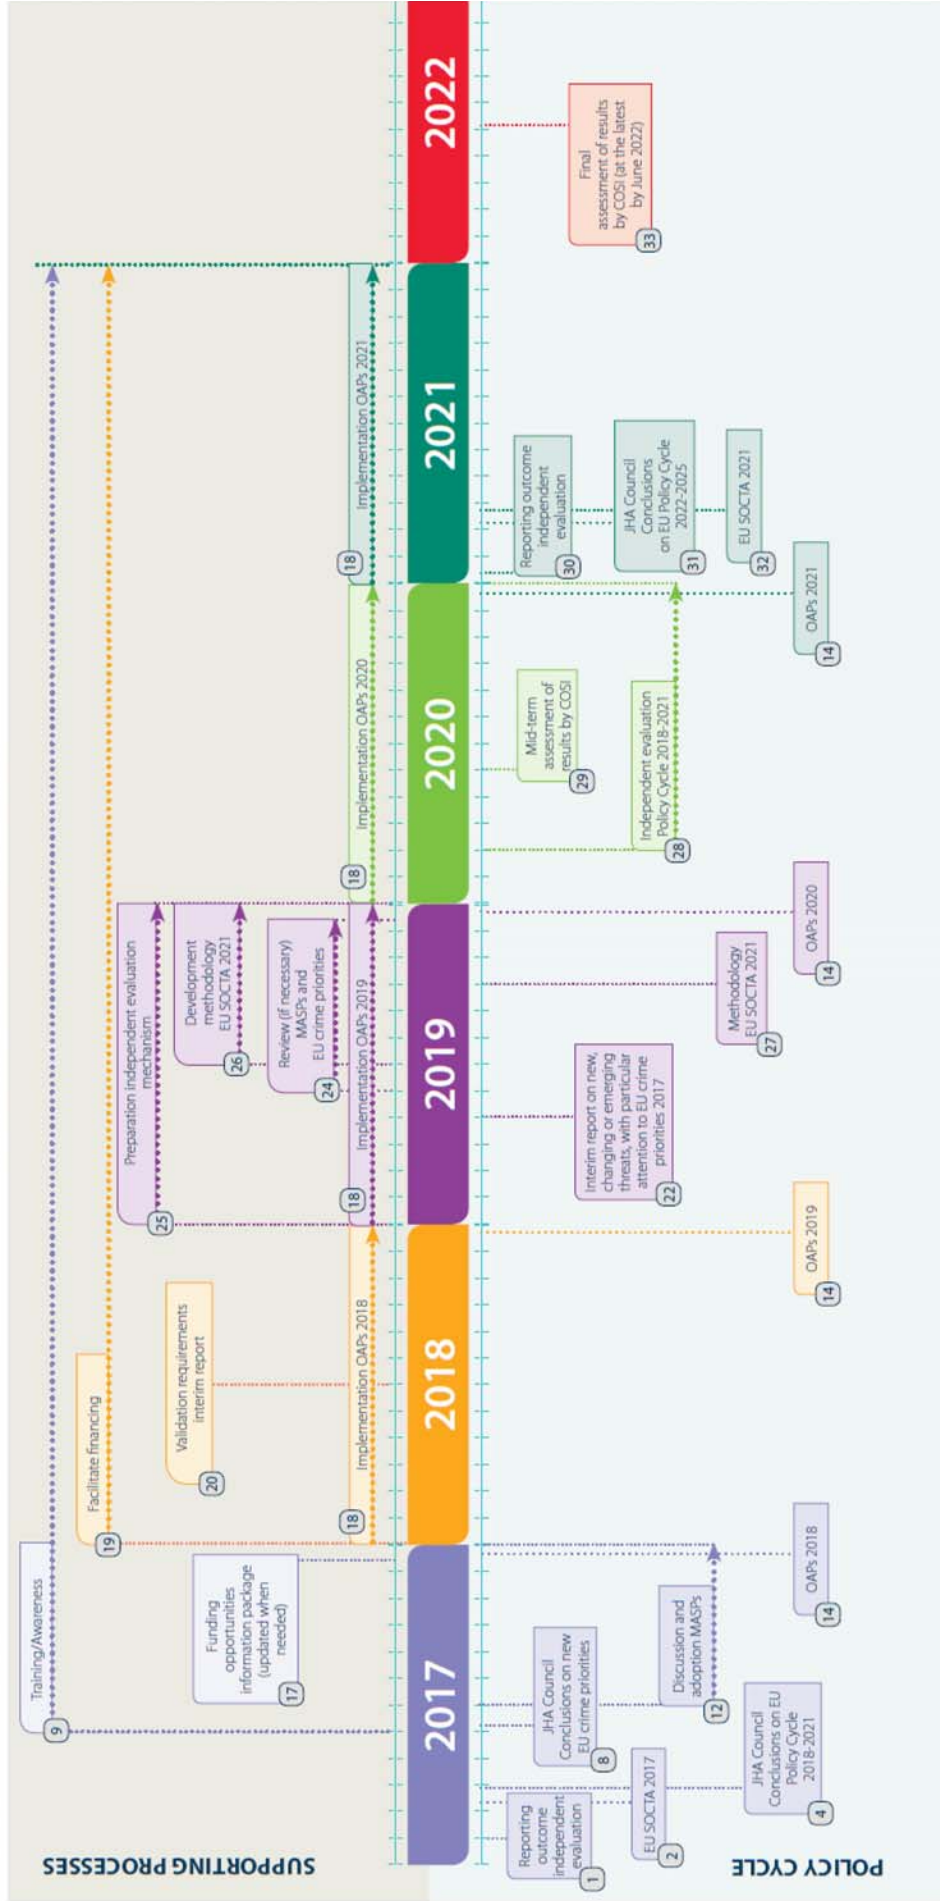 SUPPORTING PROCESSES
POLICY CYCLE
Training/Awareness
9
Facilitate financing
19
Funding
opportunities
information package
(updated when
needed)
17
Validation requirements
interim report
20
Preparation independent evaluation
mechanism
25
Development
methodology
EU SOCTA 2021
26
Review (if necessary)
MASPs and
EU crime priorities
24
Implementation OAPs 2018
18
Implementation OAPs 2019
18
Implementation OAPs 2020
18
Implementation OAPs 2021
18
2017
2018
2019
2020
2021
2022
Reporting
outcome
independent
evaluation
1
EU SOCTA 2017
2
JHA Council
Conclusions on EU
Policy Cycle
2018-2021
4
JHA Council
Conclusions on new
EU crime priorities
8
Discussion and
adoption MASPs
12
OAPs 2018
14
OAPs 2019
14
Interim report on new,
changing or emerging
threats, with particular
attention to EU crime
priorities 2017
22
Methodology
EU SOCTA 2021
27
OAPs 2020
14
Independent evaluation
Policy Cycle 2018-2021
28
Mid-term
assessment of
results by COSI
29
OAPs 2021
14
Reporting outcome
independent
evaluation
30
JHA Council
Conclusions
on EU Policy Cycle
2022-2025
31
EU SOCTA 2021
32
Final
assessment of results
by COSI (at the latest
by June 2022)
33